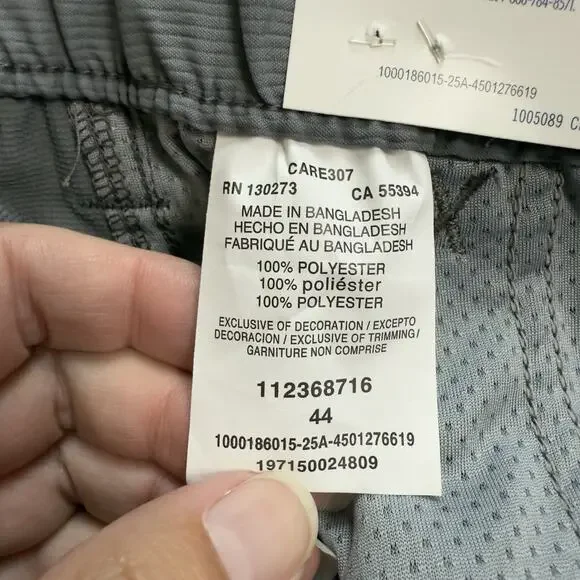 1000186015-25A-4501276619
1005089
CARE307
RN 130273 CA 55394
MADE IN BANGLADESH
HECHO EN BANGLADESH
FABRIQUÉ AU BANGLADESH
100% POLYESTER
100% poliéster
100% POLYESTER
EXCLUSIVE OF DECORATION / EXCEPTO
DECORACION / EXCLUSIVE OF TRIMMING /
GARNITURE NON COMPRISE
112368716
44
1000186015-25A-4501276619
197150024809